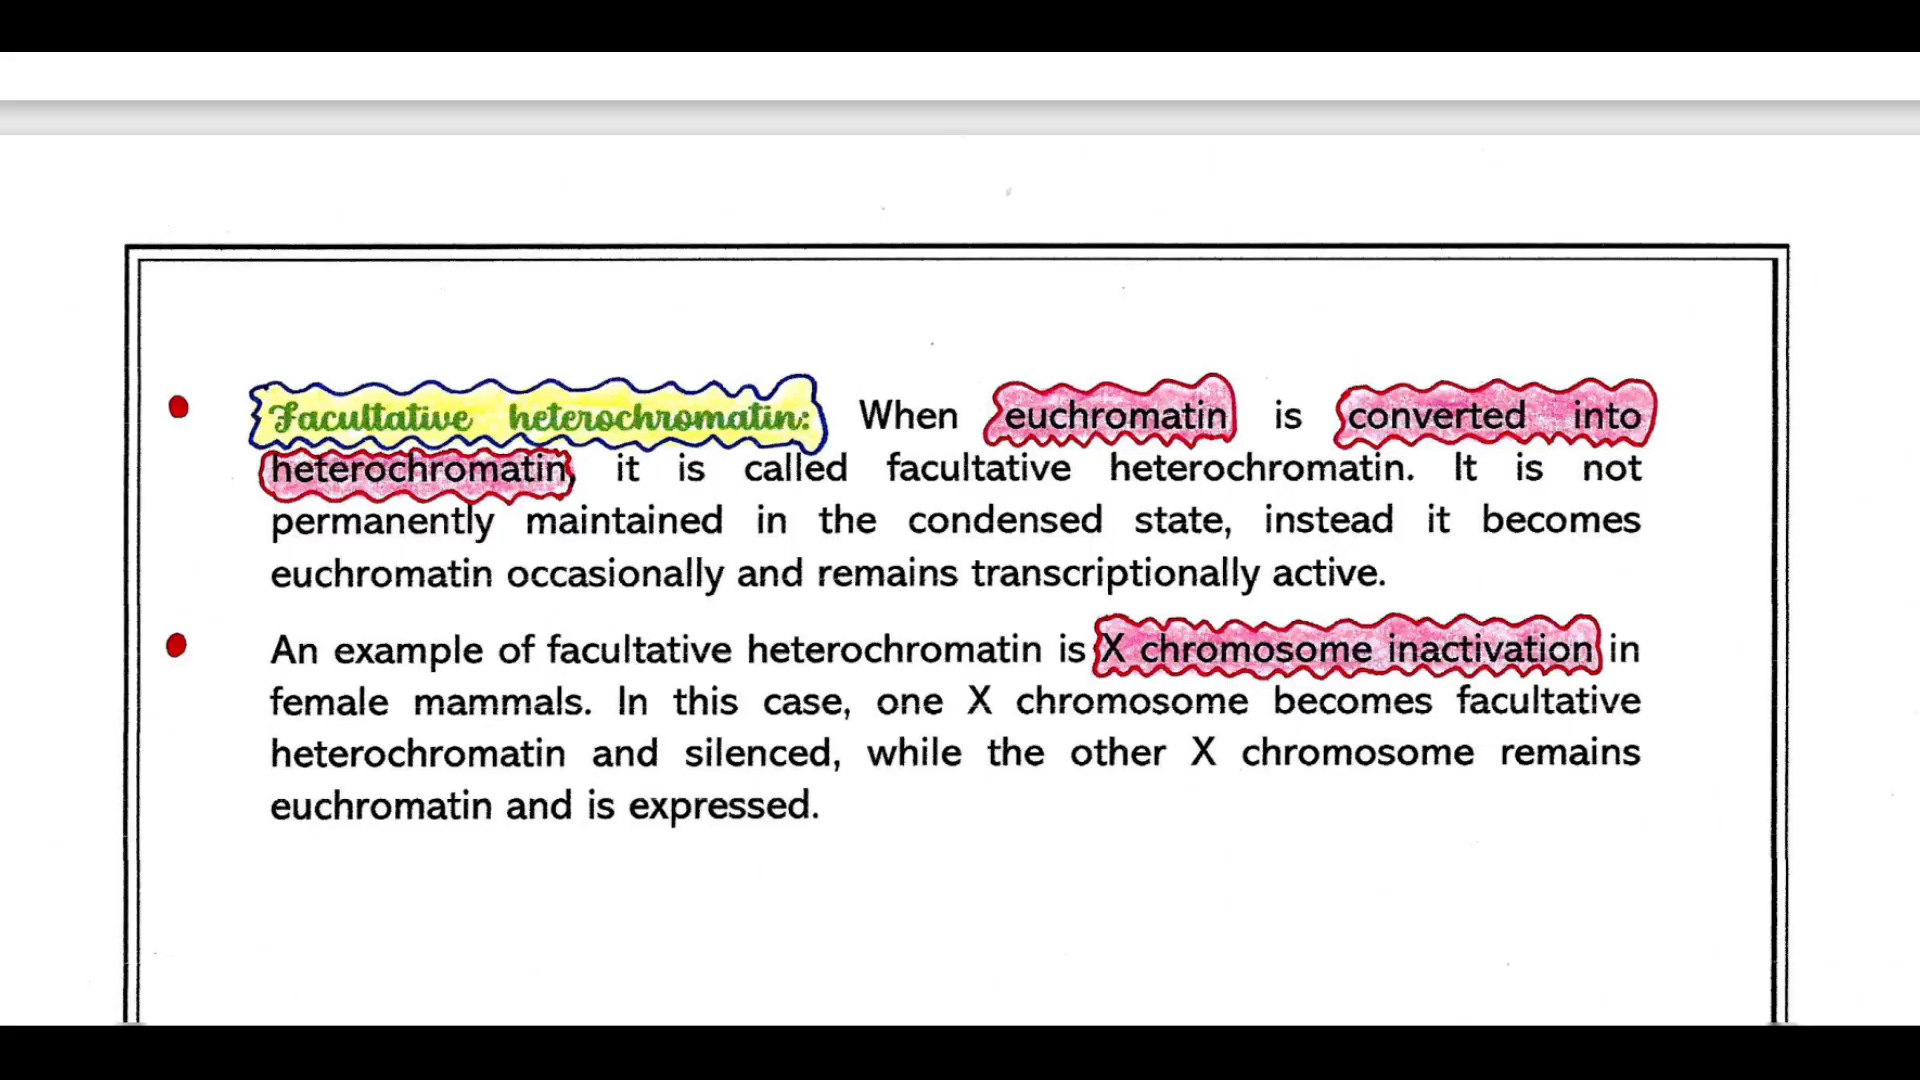 Facultative heterochromatin: When euchromatin is converted into
heterochromatin, it is called facultative heterochromatin. It is not
permanently maintained in the condensed state, instead it becomes
euchromatin occasionally and remains transcriptionally active.
An example of facultative heterochromatin is X chromosome inactivation in
female mammals. In this case, one X chromosome becomes facultative
heterochromatin and silenced, while the other X chromosome remains
euchromatin and is expressed.